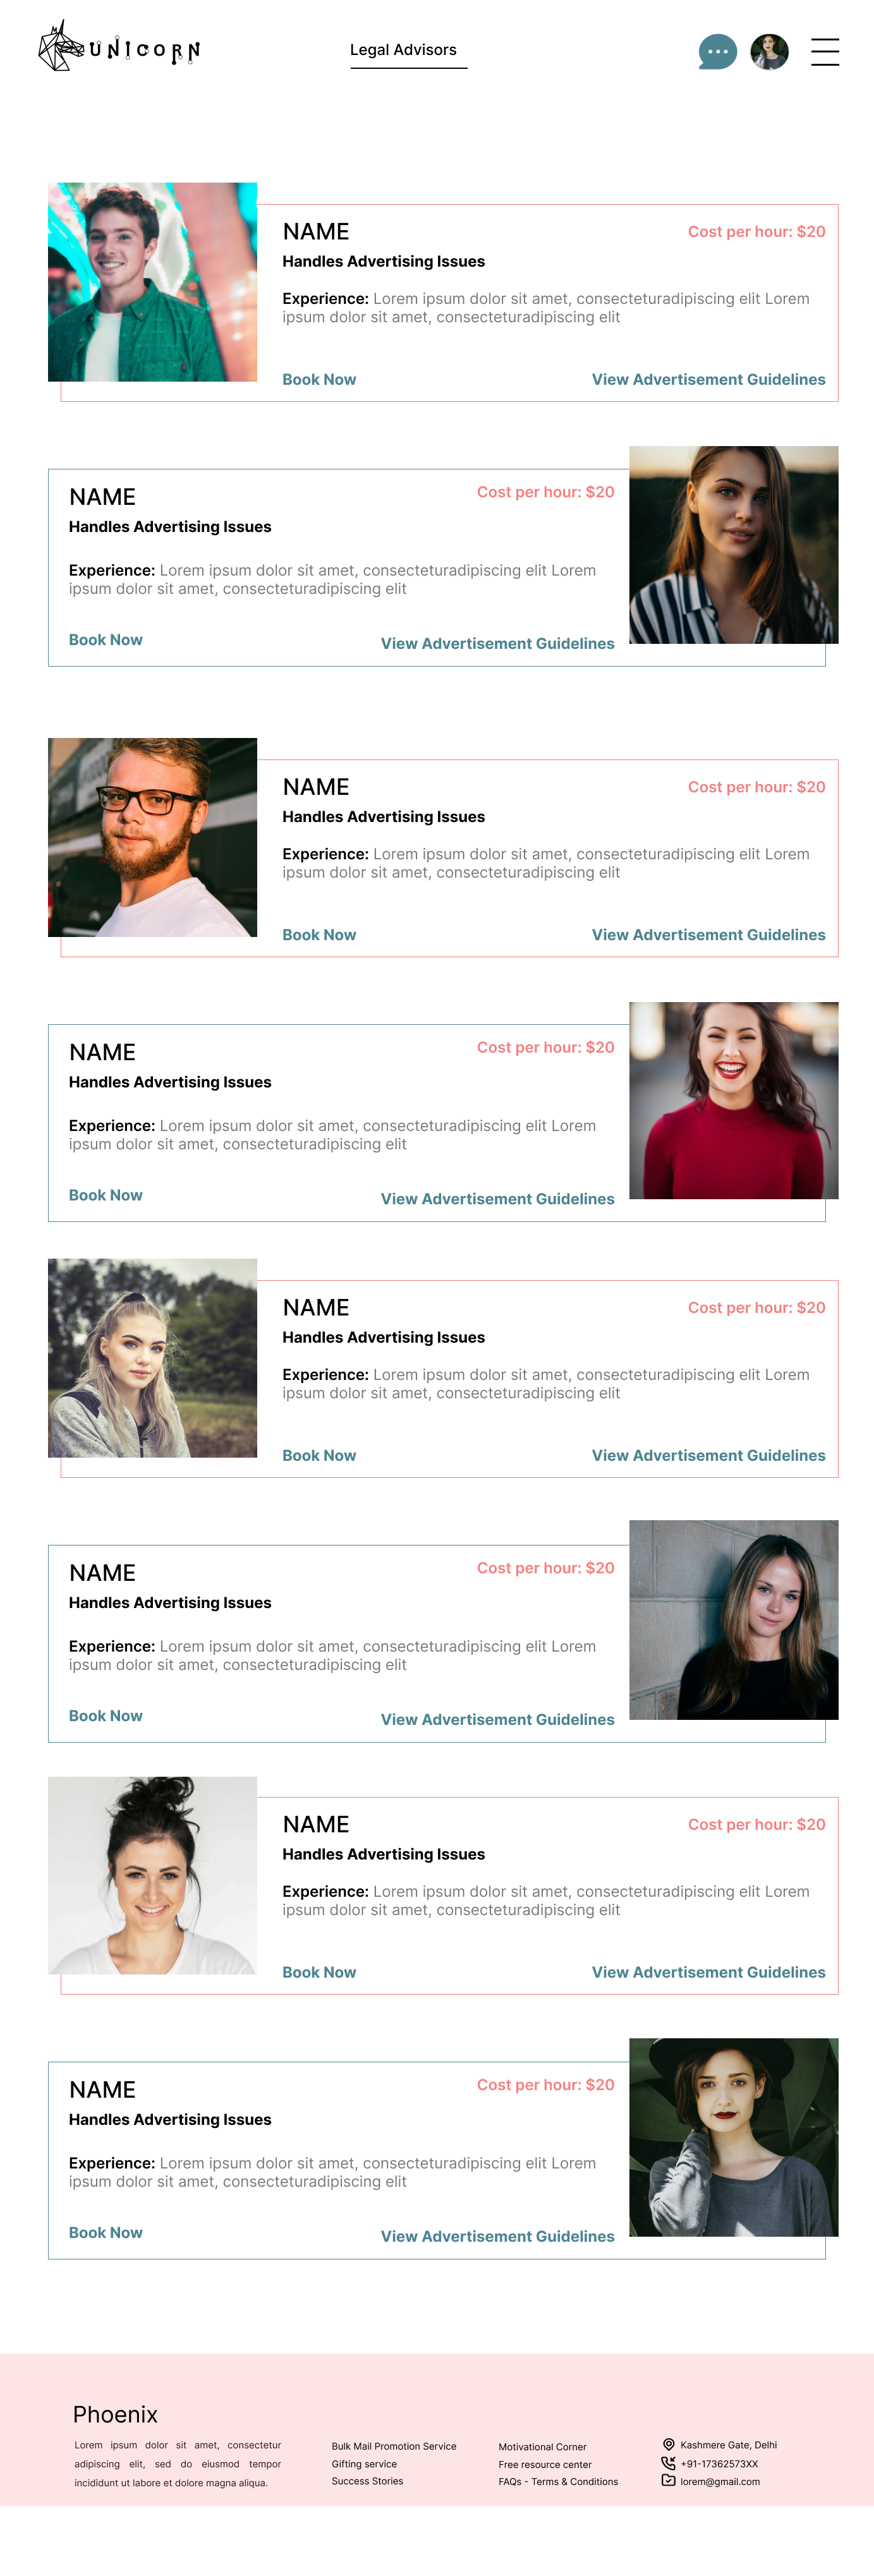 UNICORN
Legal Advisors
NAME
Cost per hour: $20
Handles Advertising Issues
Experience: Lorem ipsum dolor sit amet, consecteturadipiscing elit Lorem
ipsum dolor sit amet, consecteturadipiscing elit
Book Now
View Advertisement Guidelines
NAME
Cost per hour: $20
Handles Advertising Issues
Experience: Lorem ipsum dolor sit amet, consecteturadipiscing elit Lorem
ipsum dolor sit amet, consecteturadipiscing elit
Book Now
View Advertisement Guidelines
NAME
Cost per hour: $20
Handles Advertising Issues
Experience: Lorem ipsum dolor sit amet, consecteturadipiscing elit Lorem
ipsum dolor sit amet, consecteturadipiscing elit
Book Now
View Advertisement Guidelines
NAME
Cost per hour: $20
Handles Advertising Issues
Experience: Lorem ipsum dolor sit amet, consecteturadipiscing elit Lorem
ipsum dolor sit amet, consecteturadipiscing elit
Book Now
View Advertisement Guidelines
NAME
Cost per hour: $20
Handles Advertising Issues
Experience: Lorem ipsum dolor sit amet, consecteturadipiscing elit Lorem
ipsum dolor sit amet, consecteturadipiscing elit
Book Now
View Advertisement Guidelines
NAME
Cost per hour: $20
Handles Advertising Issues
Experience: Lorem ipsum dolor sit amet, consecteturadipiscing elit Lorem
ipsum dolor sit amet, consecteturadipiscing elit
Book Now
View Advertisement Guidelines
NAME
Cost per hour: $20
Handles Advertising Issues
Experience: Lorem ipsum dolor sit amet, consecteturadipiscing elit Lorem
ipsum dolor sit amet, consecteturadipiscing elit
Book Now
View Advertisement Guidelines
NAME
Cost per hour: $20
Handles Advertising Issues
Experience: Lorem ipsum dolor sit amet, consecteturadipiscing elit Lorem
ipsum dolor sit amet, consecteturadipiscing elit
Book Now
View Advertisement Guidelines
Phoenix
Lorem ipsum dolor sit amet, consectetur
adipiscing elit, sed do eiusmod tempor
incididunt ut labore et dolore magna aliqua.
Bulk Mail Promotion Service
Gifting service
Success Stories
Motivational Corner
Free resource center
FAQs - Terms & Conditions
Kashmere Gate, Delhi
+91-17362573XX
lorem@gmail.com